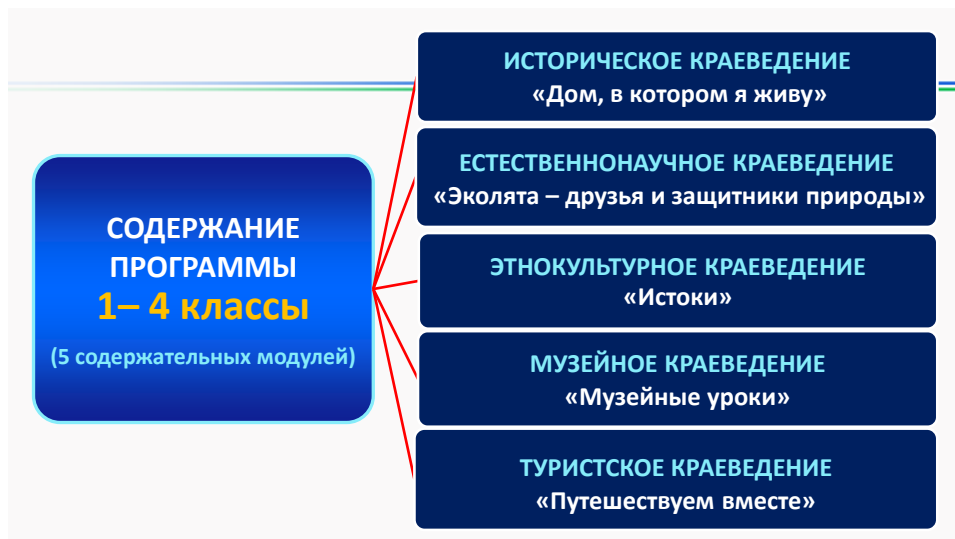 СОДЕРЖАНИЕ
ПРОГРАММЫ
1– 4 классы
(5 содержательных модулей)
ИСТОРИЧЕСКОЕ КРАЕВЕДЕНИЕ
«Дом, в котором я живу»
ЕСТЕСТВЕННОНАУЧНОЕ КРАЕВЕДЕНИЕ
«Эколята – друзья и защитники природы»
ЭТНОКУЛЬТУРНОЕ КРАЕВЕДЕНИЕ
«Истоки»
МУЗЕЙНОЕ КРАЕВЕДЕНИЕ
«Музейные уроки»
ТУРИСТСКОЕ КРАЕВЕДЕНИЕ
«Путешествуем вместе»